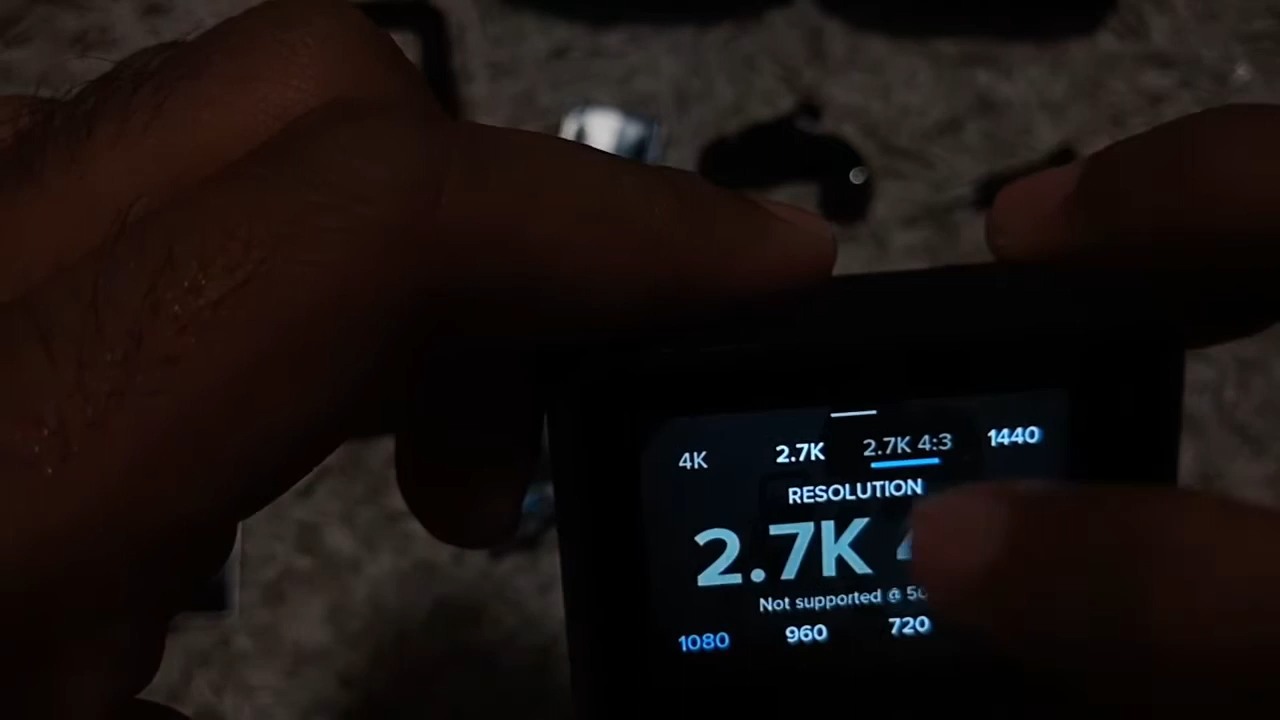 4K 2.7K 2.7K 4:3 1440
RESOLUTION
2.7K
Not supported @
1080 960 720